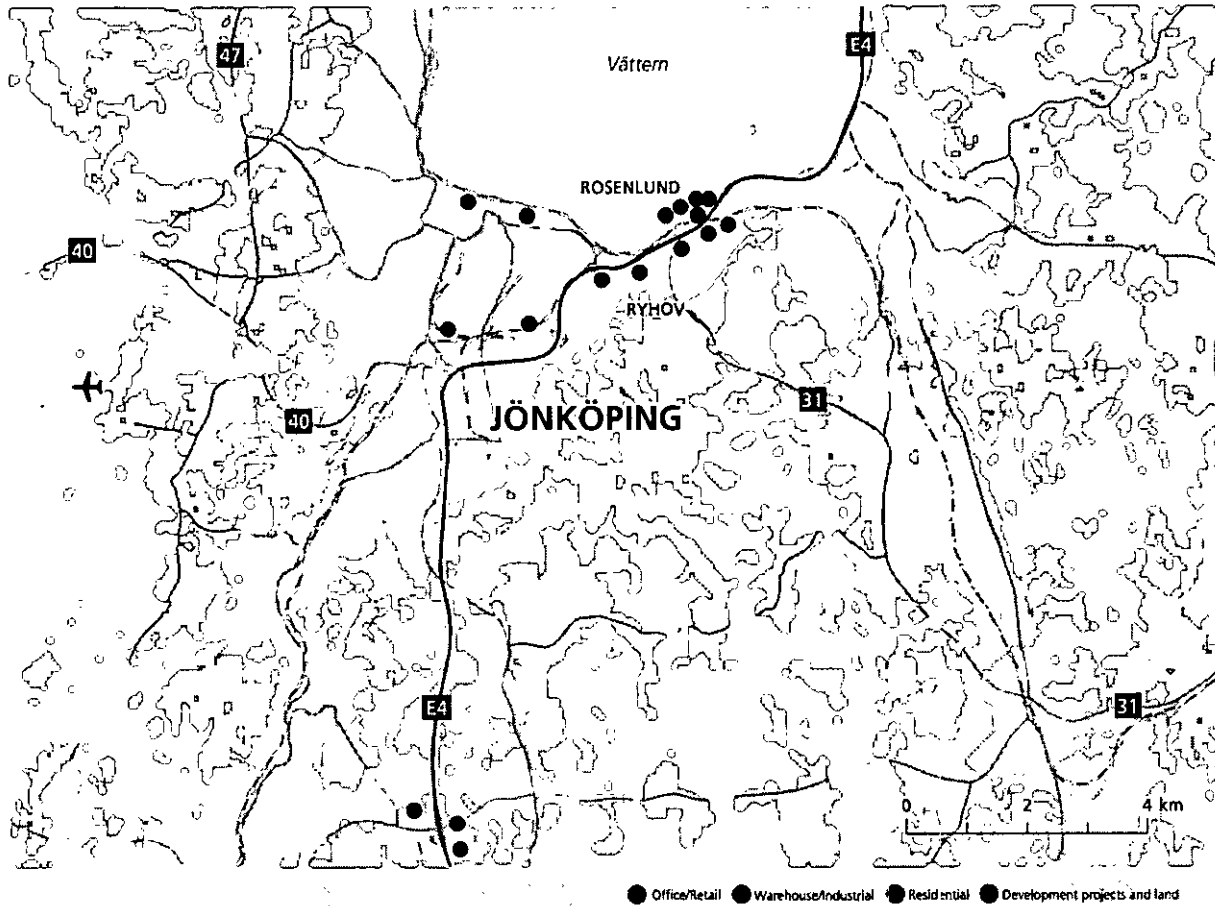 47
E4
Vättern
ROSENLUND
40
RYHOV
40
JÖNKÖPING
31
E4
31
0 2 4 km
Office/Retail Warehouse/Industrial Residential Development projects and land